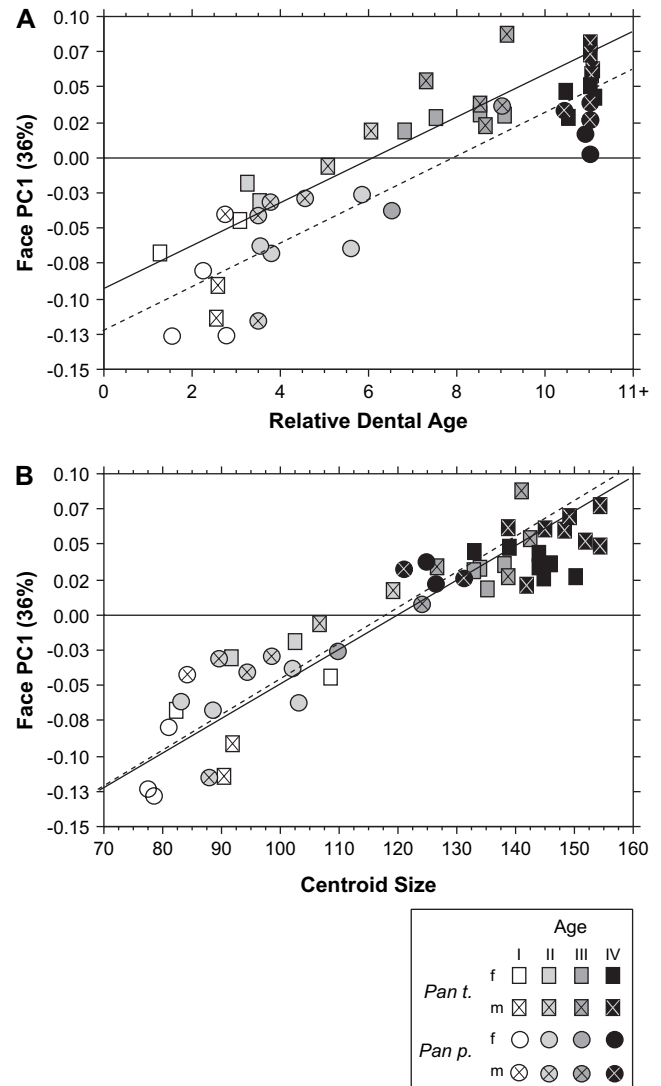 A
Face PC1 (36%)
0.10
0.07
0.05
0.02
0.00
-0.03
-0.05
-0.08
-0.10
-0.13
-0.15
0 2 4 6 8 10 11+
Relative Dental Age
B
Face PC1 (36%)
0.10
0.07
0.05
0.02
0.00
-0.03
-0.05
-0.08
-0.10
-0.13
-0.15
70 80 90 100 110 120 130 140 150 160
Centroid Size
Age
I II III IV
f
Pan t.
m
f
Pan p.
m